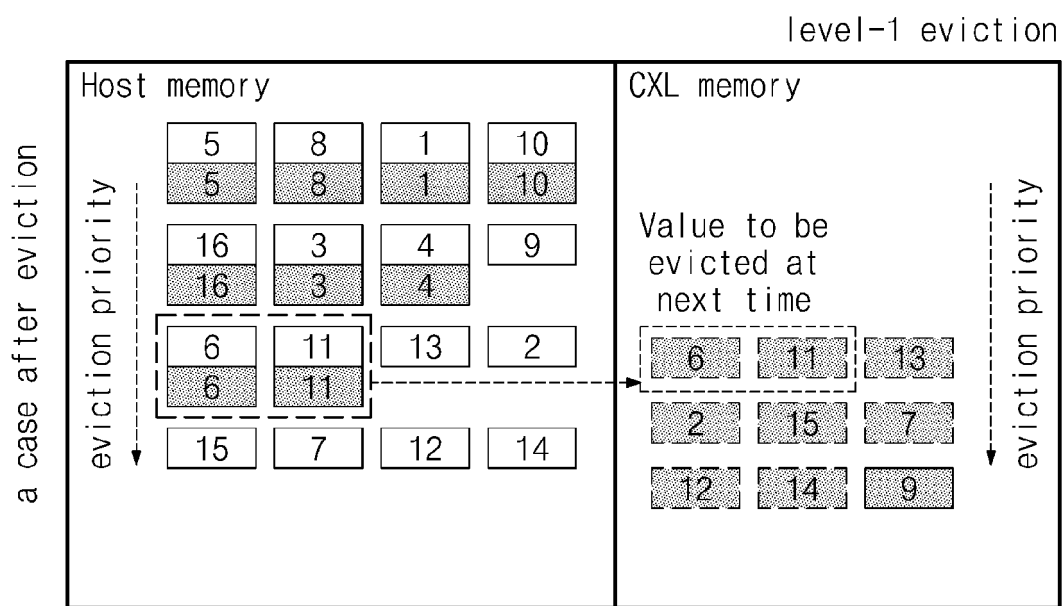 level-1 eviction
a case after eviction
Host memory
eviction priority
5 8 1 10
5 8 1 10
16 3 4 9
16 3 4
6 11 13 2
6 11
15 7 12 14
CXL memory
Value to be
evicted at
next time
6 11 13
2 15 7
12 14 9
eviction priority